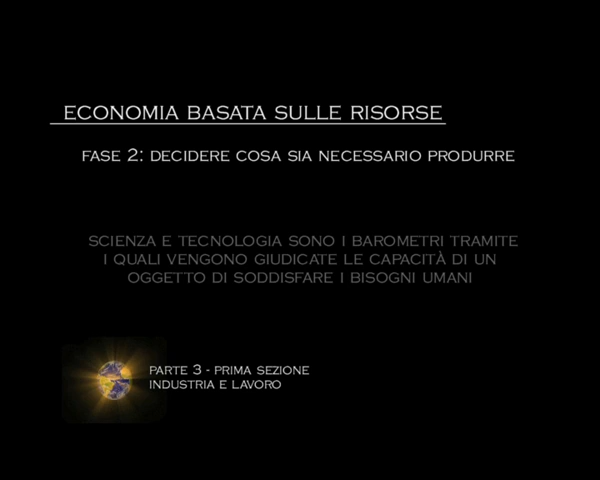 ECONOMIA BASATA SULLE RISORSE
FASE 2: DECIDERE COSA SIA NECESSARIO PRODURRE
SCIENZA E TECNOLOGIA SONO I BAROMETRI TRAMITE
I QUALI VENGONO GIUDICATE LE CAPACITÀ DI UN
OGGETTO DI SODDISFARE I BISOGNI UMANI
PARTE 3 - PRIMA SEZIONE
INDUSTRIA E LAVORO